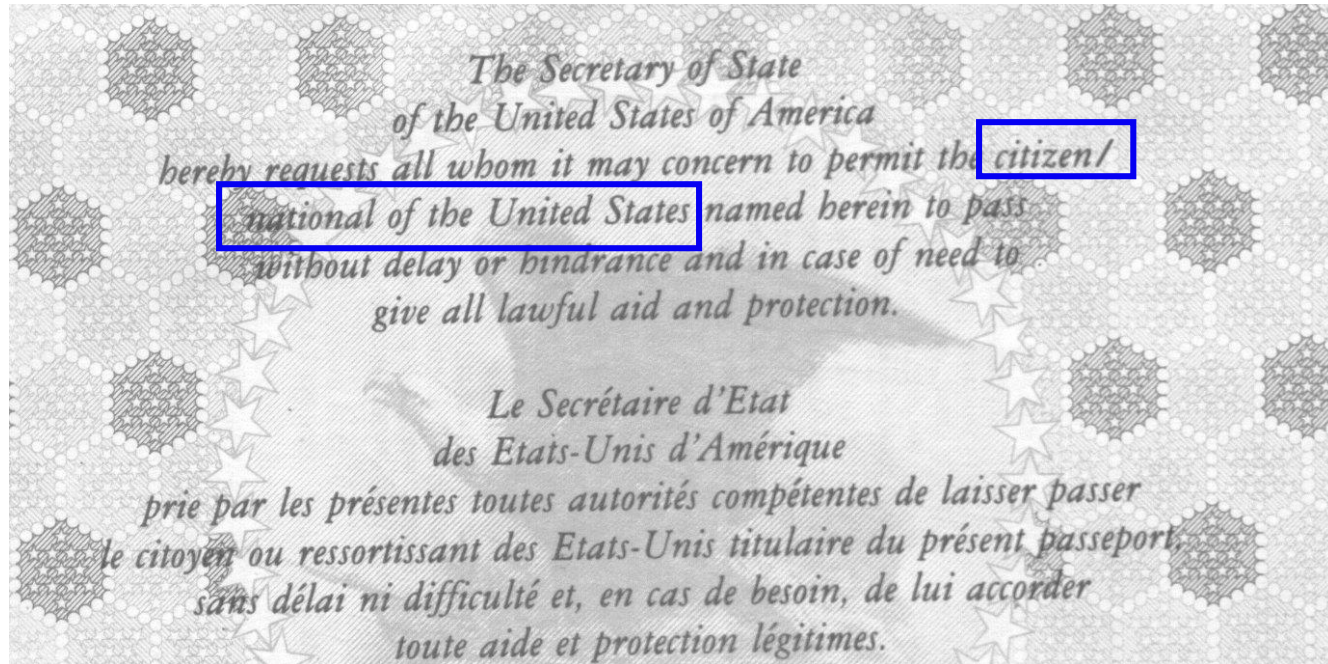 The Secretary of State
of the United States of America
hereby requests all whom it may concern to permit the citizen/
national of the United States named herein to pass
without delay or hindrance and in case of need to
give all lawful aid and protection.
Le Secrétaire d'Etat
des Etats-Unis d'Amérique
prie par les présentes toutes autorités compétentes de laisser passer
le citoyen ou ressortissant des Etats-Unis titulaire du présent passeport,
sans délai ni difficulté et, en cas de besoin, de lui accorder
toute aide et protection légitimes.